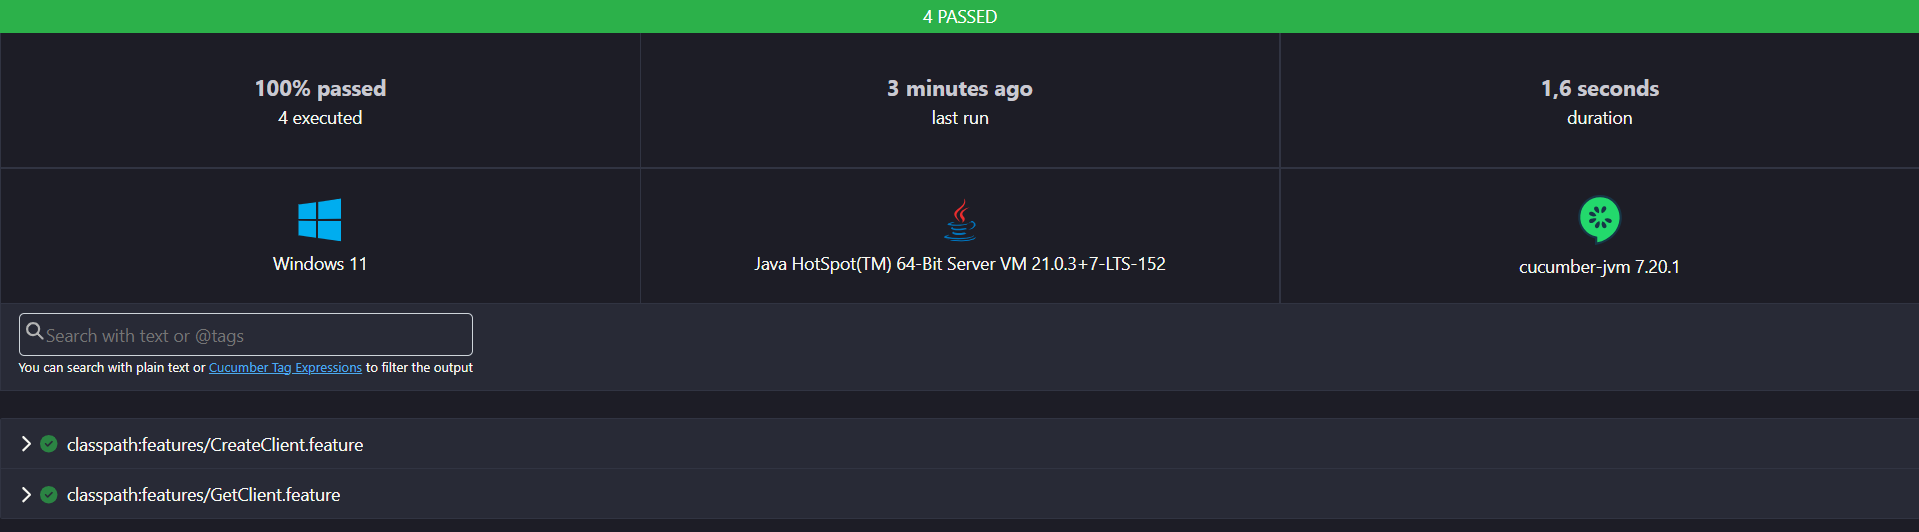 4 PASSED
100% passed
4 executed
3 minutes ago
last run
1,6 seconds
duration
Windows 11
Java HotSpot(TM) 64-Bit Server VM 21.0.3+7-LTS-152
cucumber-jvm 7.20.1
Search with text or @tags
You can search with plain text or Cucumber Tag Expressions to filter the output
classpath:features/CreateClient.feature
classpath:features/GetClient.feature